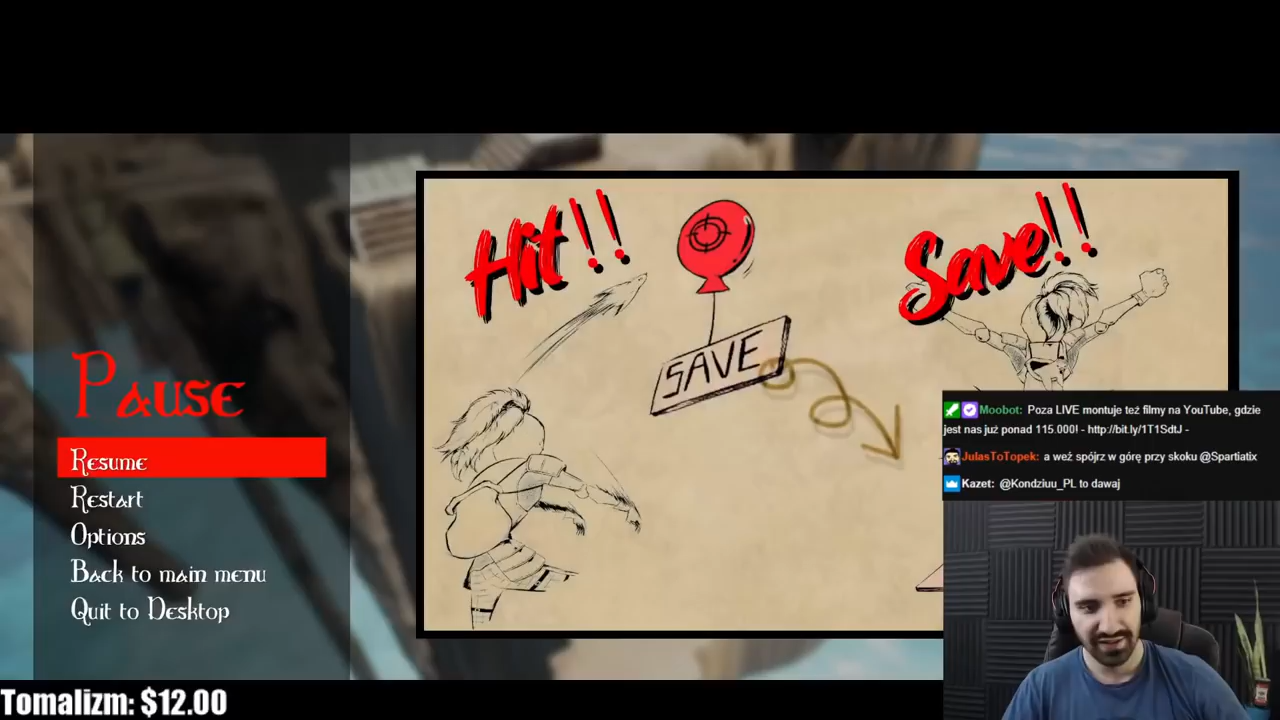 Hit!!
Save!!
SAVE
Pause
Resume
Restart
Options
Back to main menu
Quit to Desktop
Moobot: Poza LIVE montuje też filmy na YouTube, gdzie
jest nas już ponad 115.000! - http://bit.ly/1T1SdtJ -
JulasToTopek: a weź spójrz w górę przy skoku @Spartiatix
Kazet: @Kondziuu_PL to dawaj
Tomalizm: $12.00